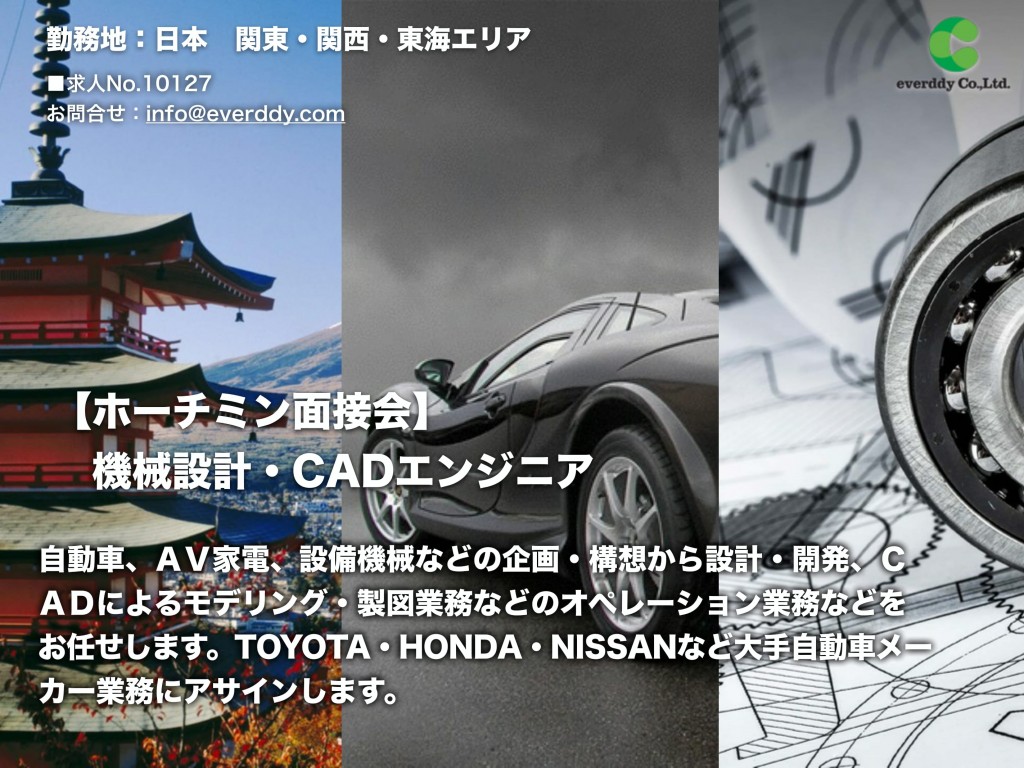 勤務地：日本　関東・関西・東海エリア
■求人No.10127
お問合せ：info@everddy.com
everddy Co.,Ltd.
【ホーチミン面接会】
機械設計・CADエンジニア
自動車、ＡＶ家電、設備機械などの企画・構想から設計・開発、Ｃ
ＡＤによるモデリング・製図業務などのオペレーション業務などを
お任せします。TOYOTA・HONDA・NISSANなど大手自動車メー
カー業務にアサインします。